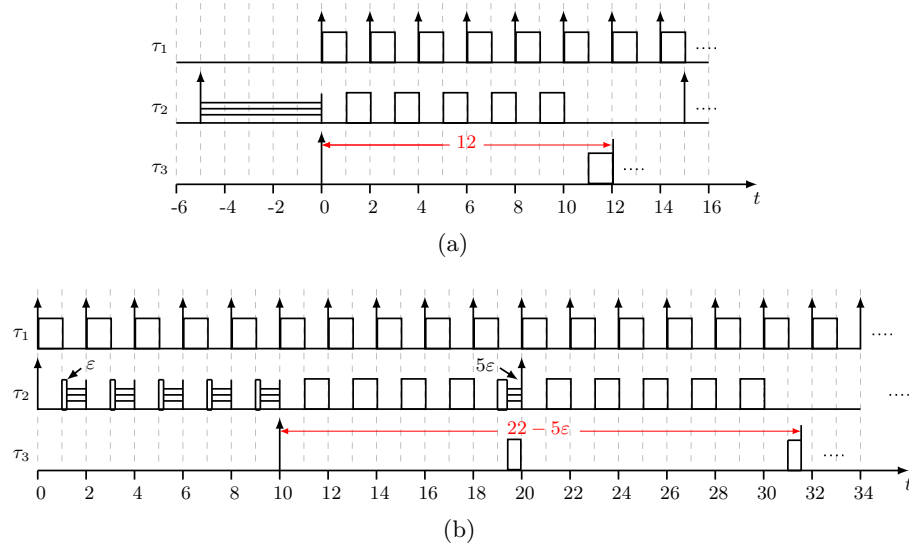 τ₁ ....
τ₂ ....
12
τ₃ ....
-6 -4 -2 0 2 4 6 8 10 12 14 16 t
(a)
τ₁ ....
ε 5ε
τ₂ ....
22 − 5ε
τ₃ ....
0 2 4 6 8 10 12 14 16 18 20 22 24 26 28 30 32 34 t
(b)